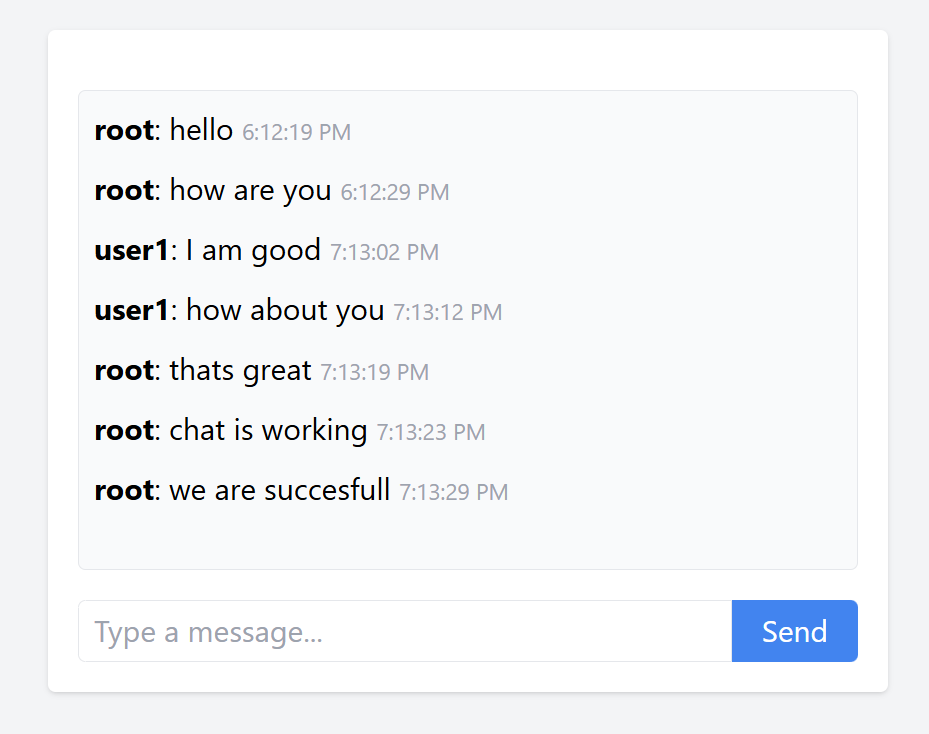 root: hello 6:12:19 PM
root: how are you 6:12:29 PM
user1: I am good 7:13:02 PM
user1: how about you 7:13:12 PM
root: thats great 7:13:19 PM
root: chat is working 7:13:23 PM
root: we are succesfull 7:13:29 PM
Type a message... Send